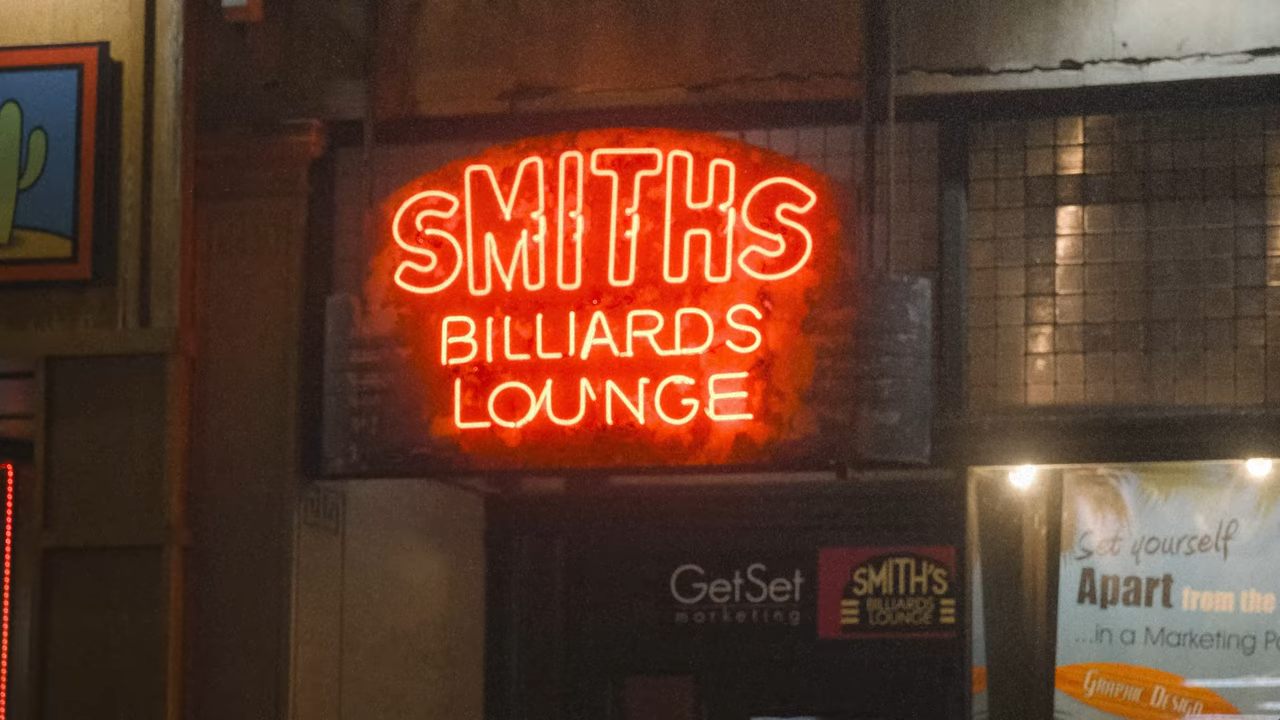 SMITHS
BILLIARDS
LOUNGE
GetSet
marketing
SMITH'S
BILLIARDS
LOUNGE
Set yourself
Apart from the
...in a Marketing
GRAPHIC DESIGN